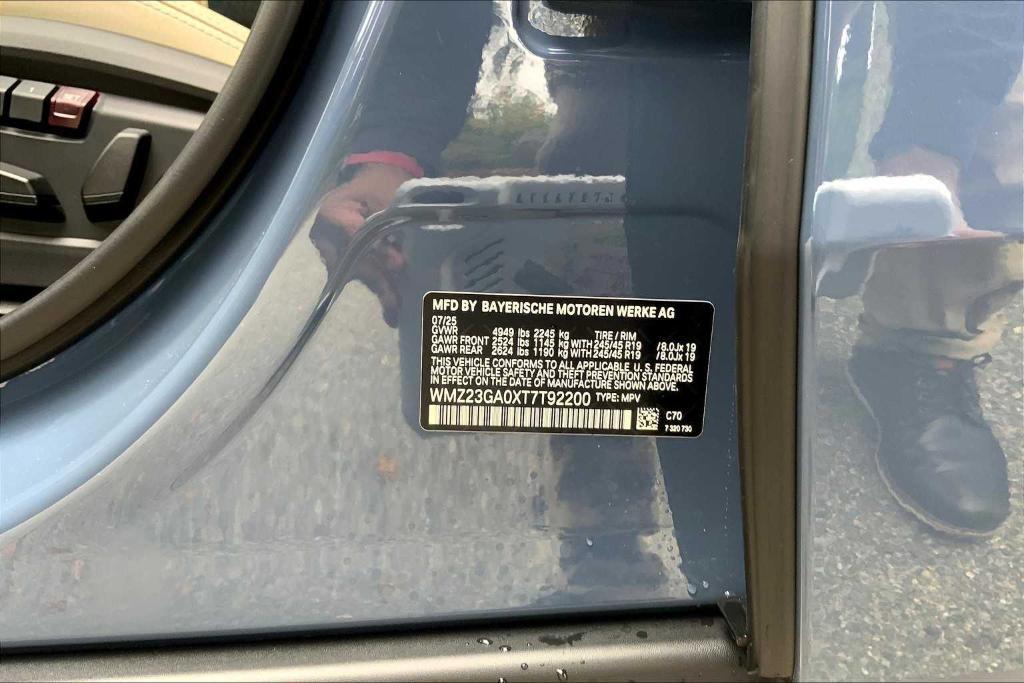 SET
MFD BY BAYERISCHE MOTOREN WERKE AG
07/25
GVWR 4949 lbs 2245 kg TIRE / RIM
GAWR FRONT 2524 lbs 1145 kg WITH 245/45 R19 /8.0Jx 19
GAWR REAR 2624 lbs 1190 kg WITH 245/45 R19 /8.0Jx 19
THIS VEHICLE CONFORMS TO ALL APPLICABLE U. S. FEDERAL
MOTOR VEHICLE SAFETY AND THEFT PREVENTION STANDARDS
IN EFFECT ON THE DATE OF MANUFACTURE SHOWN ABOVE.
WMZ23GA0XT7T92200 TYPE: MPV
C70
7 320 730